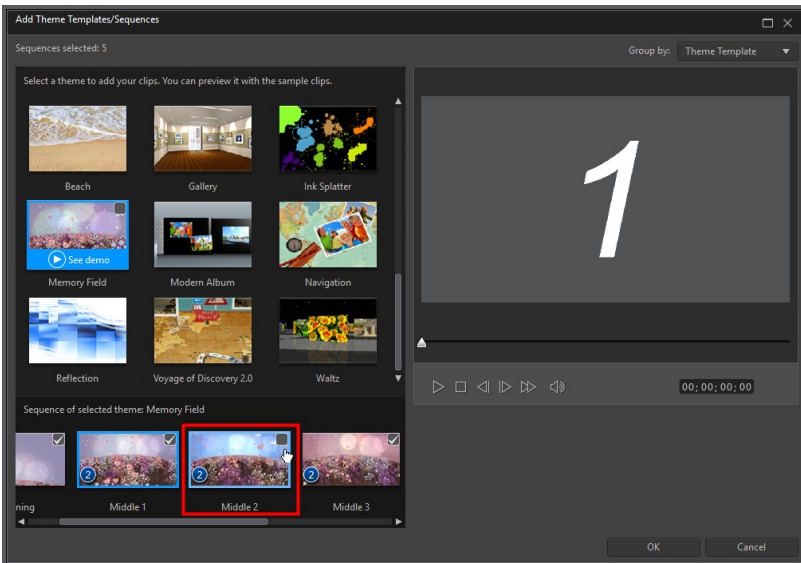 Add Theme Templates/Sequences
Sequences selected: 5
Group by: Theme Template
Select a theme to add your clips. You can preview it with the sample clips.
Beach Gallery Ink Splatter
See demo
Memory Field Modern Album Navigation
Reflection Voyage of Discovery 2.0 Waltz
1
00; 00; 00; 00
Sequence of selected theme: Memory Field
2 2 2
ning Middle 1 Middle 2 Middle 3
OK Cancel